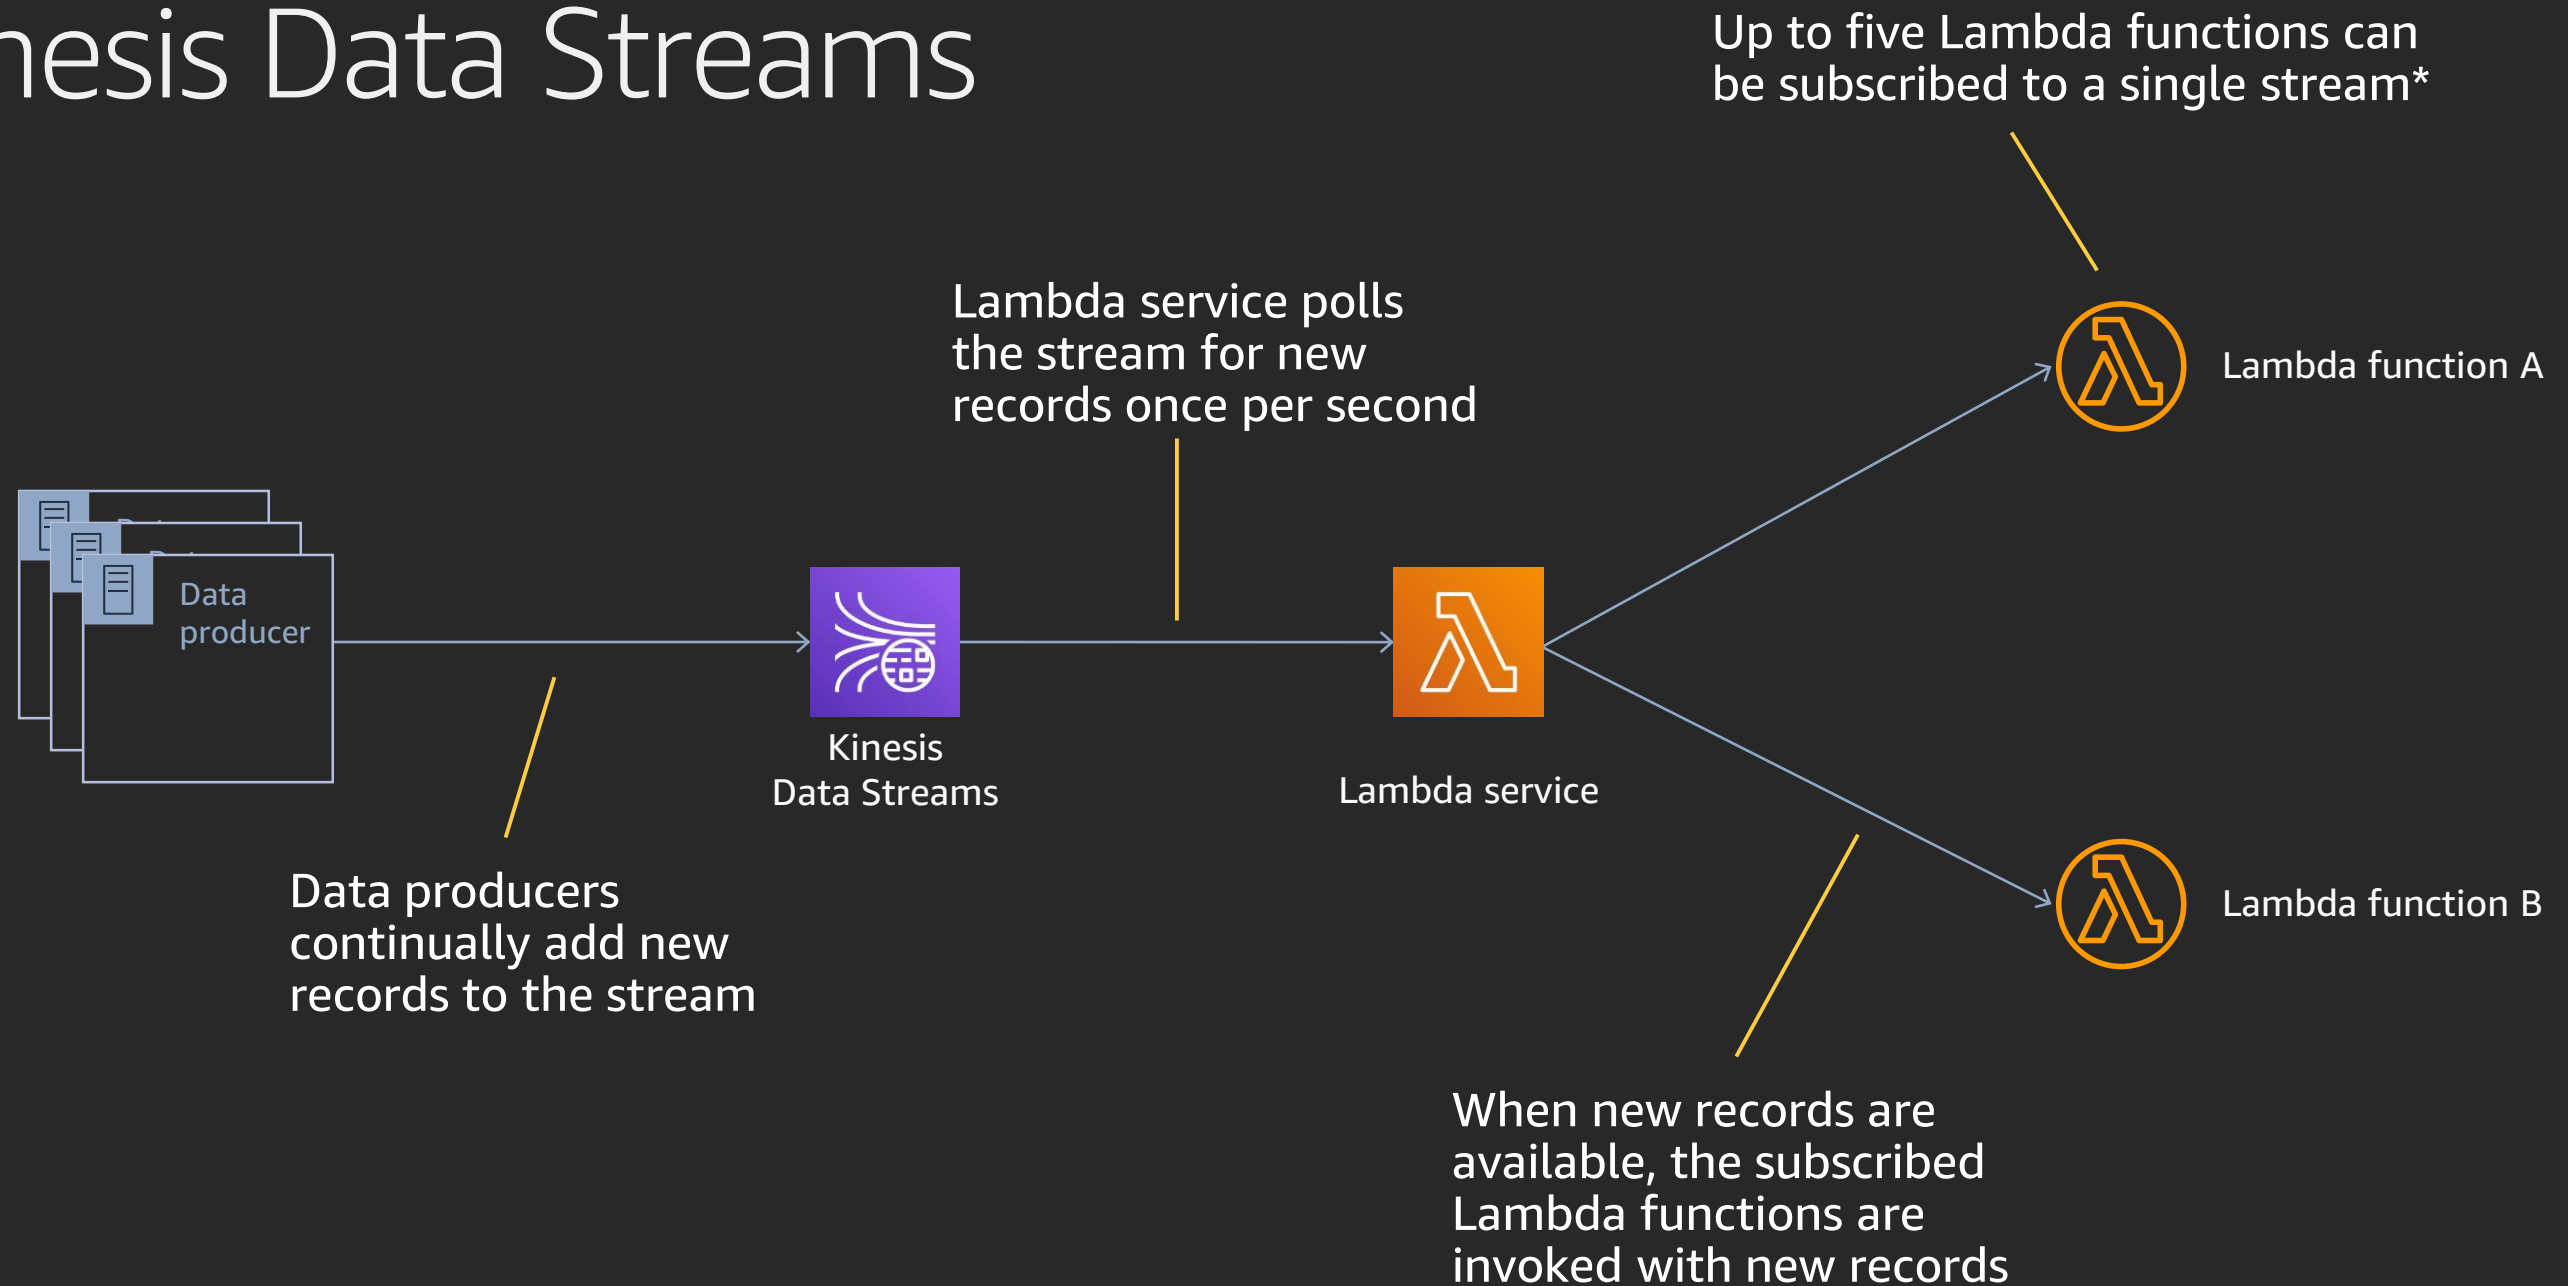 nesis Data Streams
Up to five Lambda functions can
be subscribed to a single stream*
Lambda service polls
the stream for new
records once per second
Lambda function A
Data
producer
Kinesis
Data Streams
Lambda service
Data producers
continually add new
records to the stream
Lambda function B
When new records are
available, the subscribed
Lambda functions are
invoked with new records